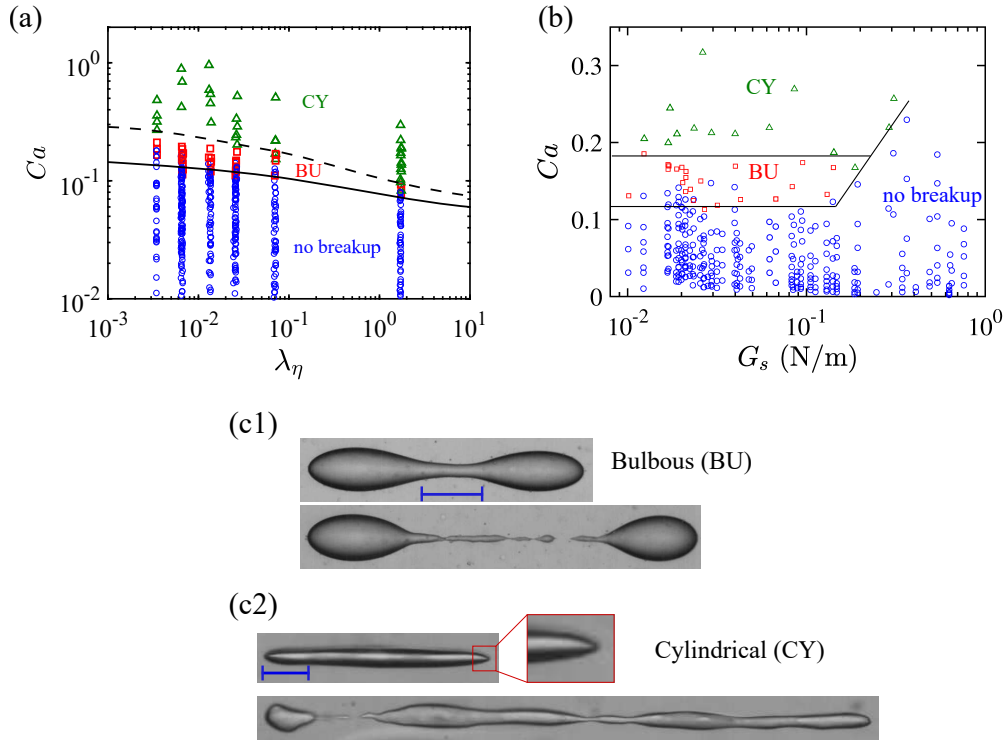 (a)
Ca
10^0
10^-1
10^-2
CY
BU
no breakup
10^-3
10^-2
10^-1
10^0
10^1
λ_η
(b)
Ca
0.3
0.2
0.1
0
CY
BU
no breakup
10^-2
10^-1
10^0
G_s (N/m)
(c1)
Bulbous (BU)
(c2)
Cylindrical (CY)